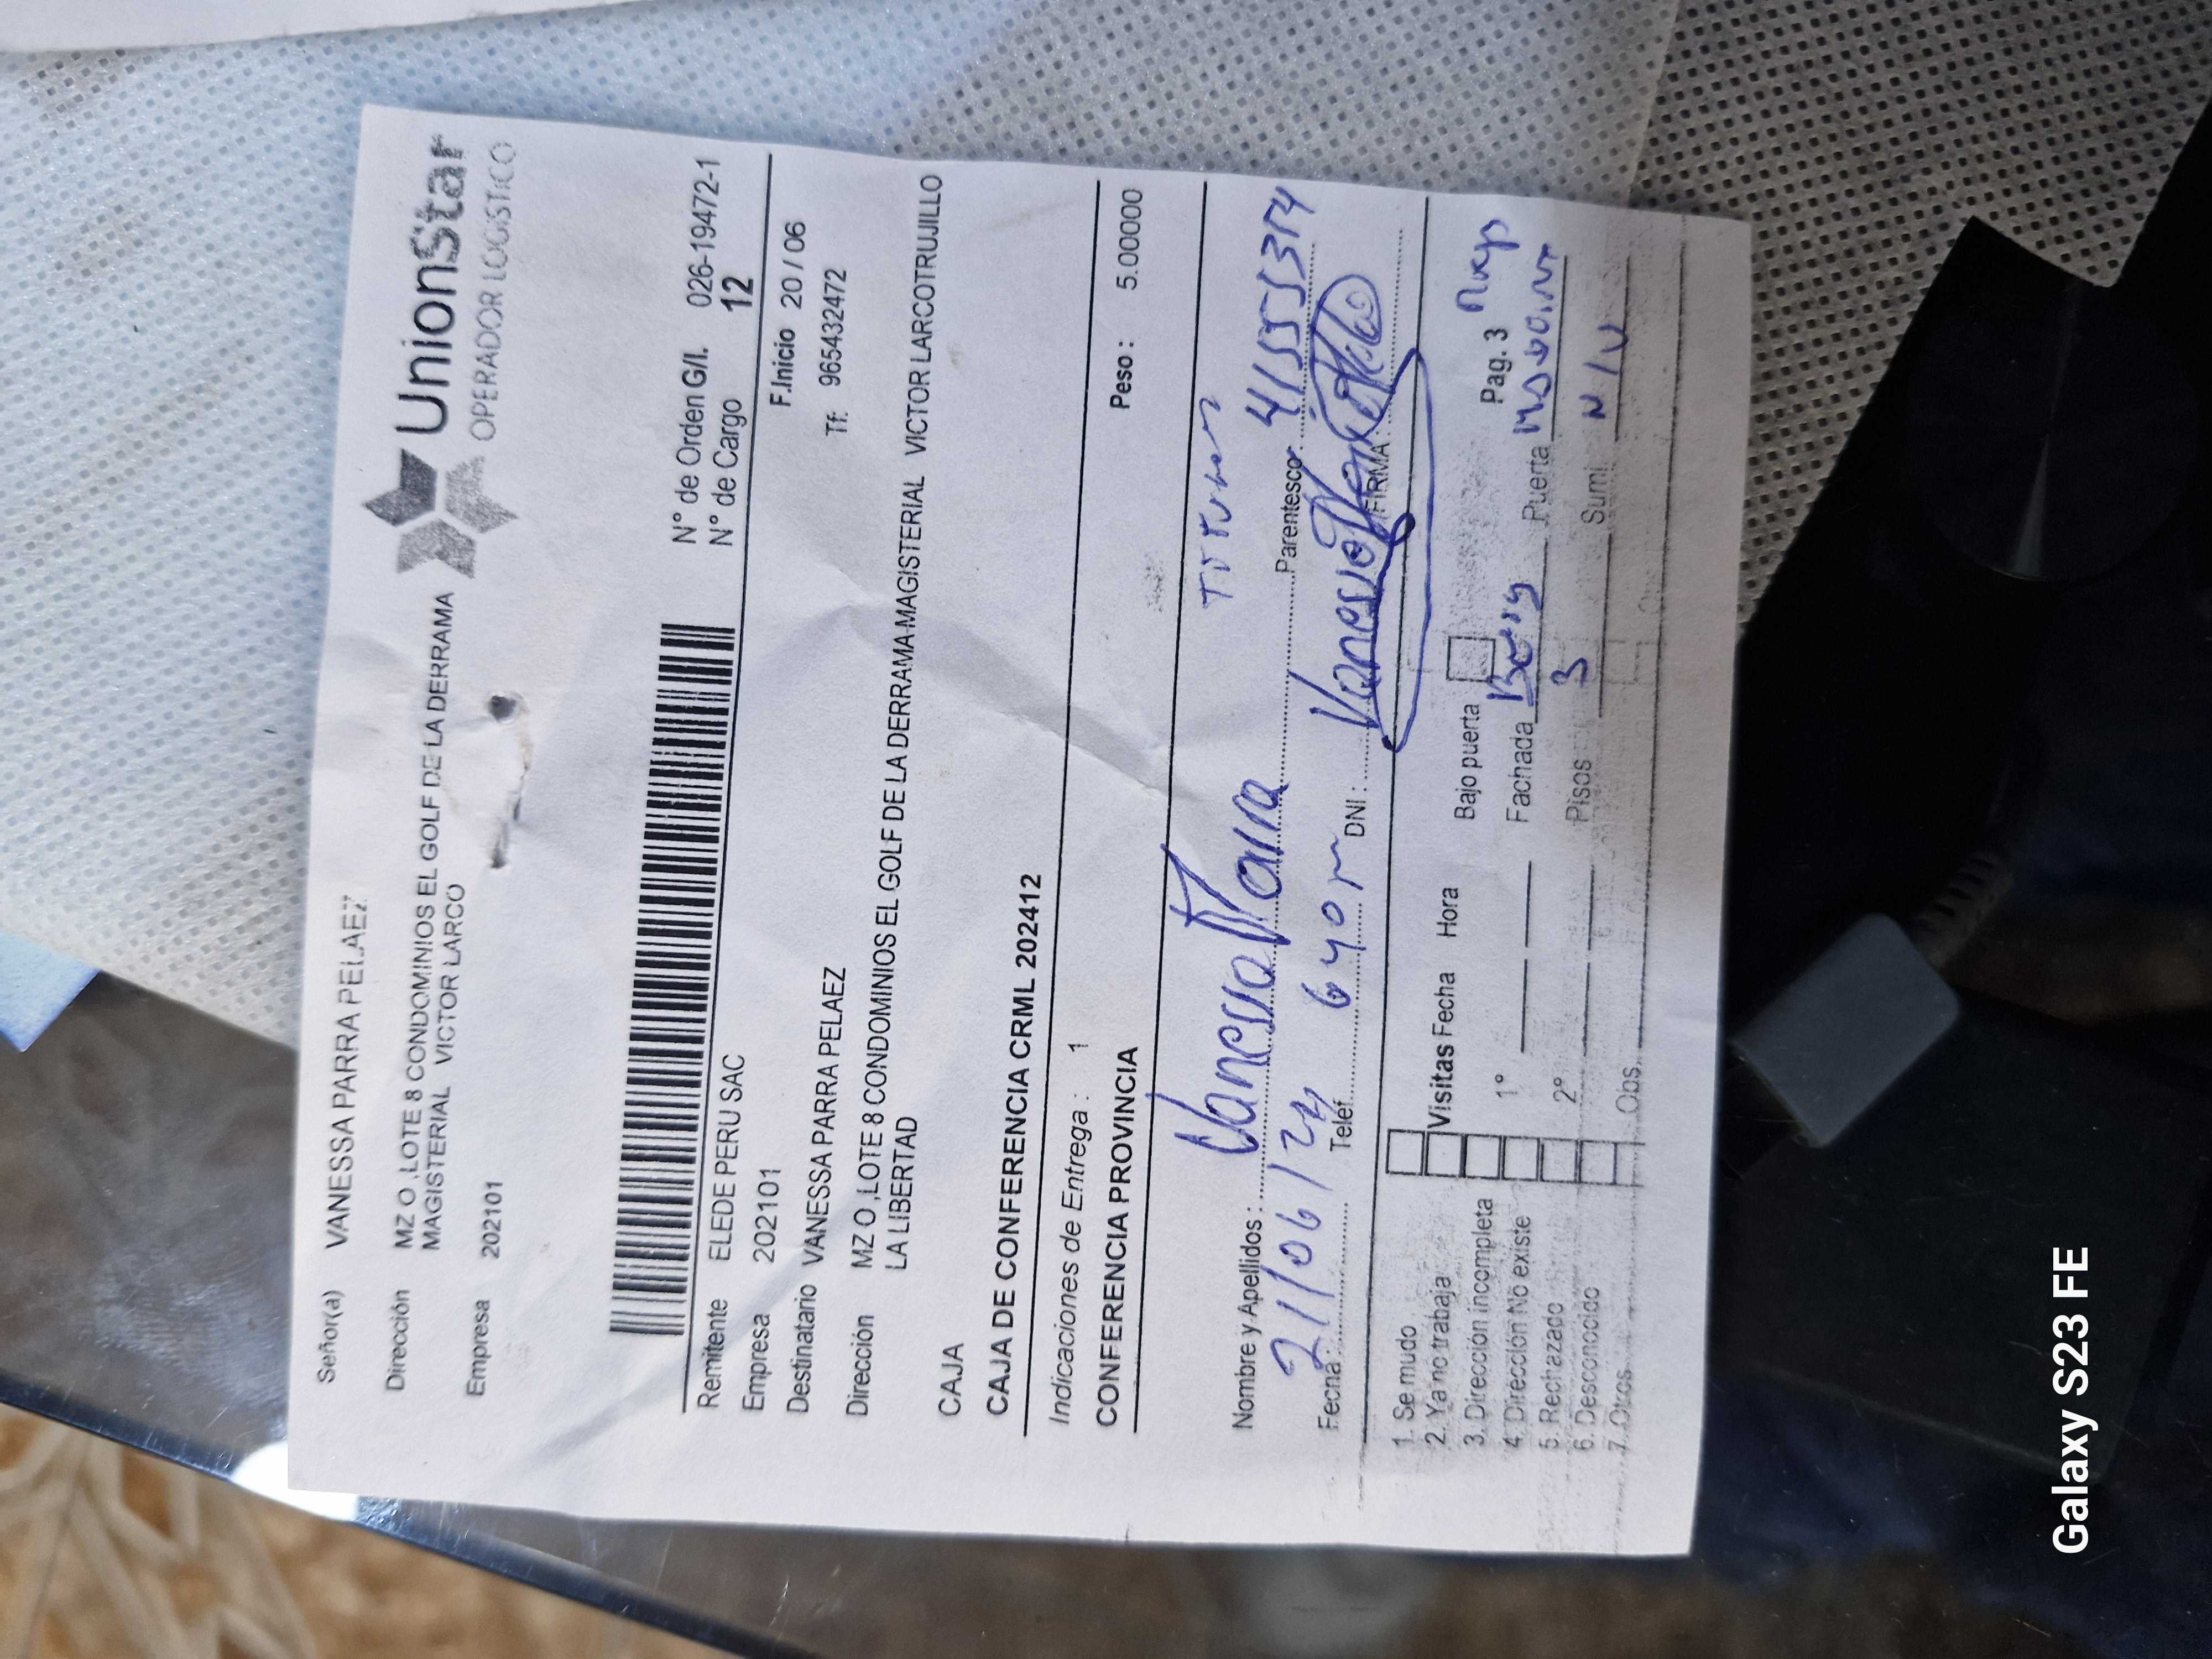 Señor(a) VANESSA PARRA PELAEZ
Dirección MZ O ,LOTE 8 CONDOMINIOS EL GOLF DE LA DERRAMA
MAGISTERIAL VICTOR LARCO
Empresa 202101
UnionStar
OPERADOR LOGISTICO
N° de Orden G/I. 026-19472-1
N° de Cargo 12
Remitente ELEDE PERU SAC
F.Inicio 20 / 06
Empresa 202101
Destinatario VANESSA PARRA PELAEZ Tf: 965432472
Dirección MZ O ,LOTE 8 CONDOMINIOS EL GOLF DE LA DERRAMA MAGISTERIAL VICTOR LARCOTRUJILLO
LA LIBERTAD
CAJA
CAJA DE CONFERENCIA CRML 202412
Indicaciones de Entrega : 1
CONFERENCIA PROVINCIA Peso : 5.00000
Nombre y Apellidos : Vanessa Parra Parentesco:
Fecha : 21/06/24 Telef. DNI : FIRMA
1. Se mudo
2. Ya no trabaja
3. Dirección incompleta
4. Dirección No existe
5. Rechazado
6. Desconocido
7. Otros
Visitas Fecha Hora Bajo puerta Pag. 3
1° Fachada Puerta
2° Pisos 3 Sumi
Obs.
Galaxy S23 FE